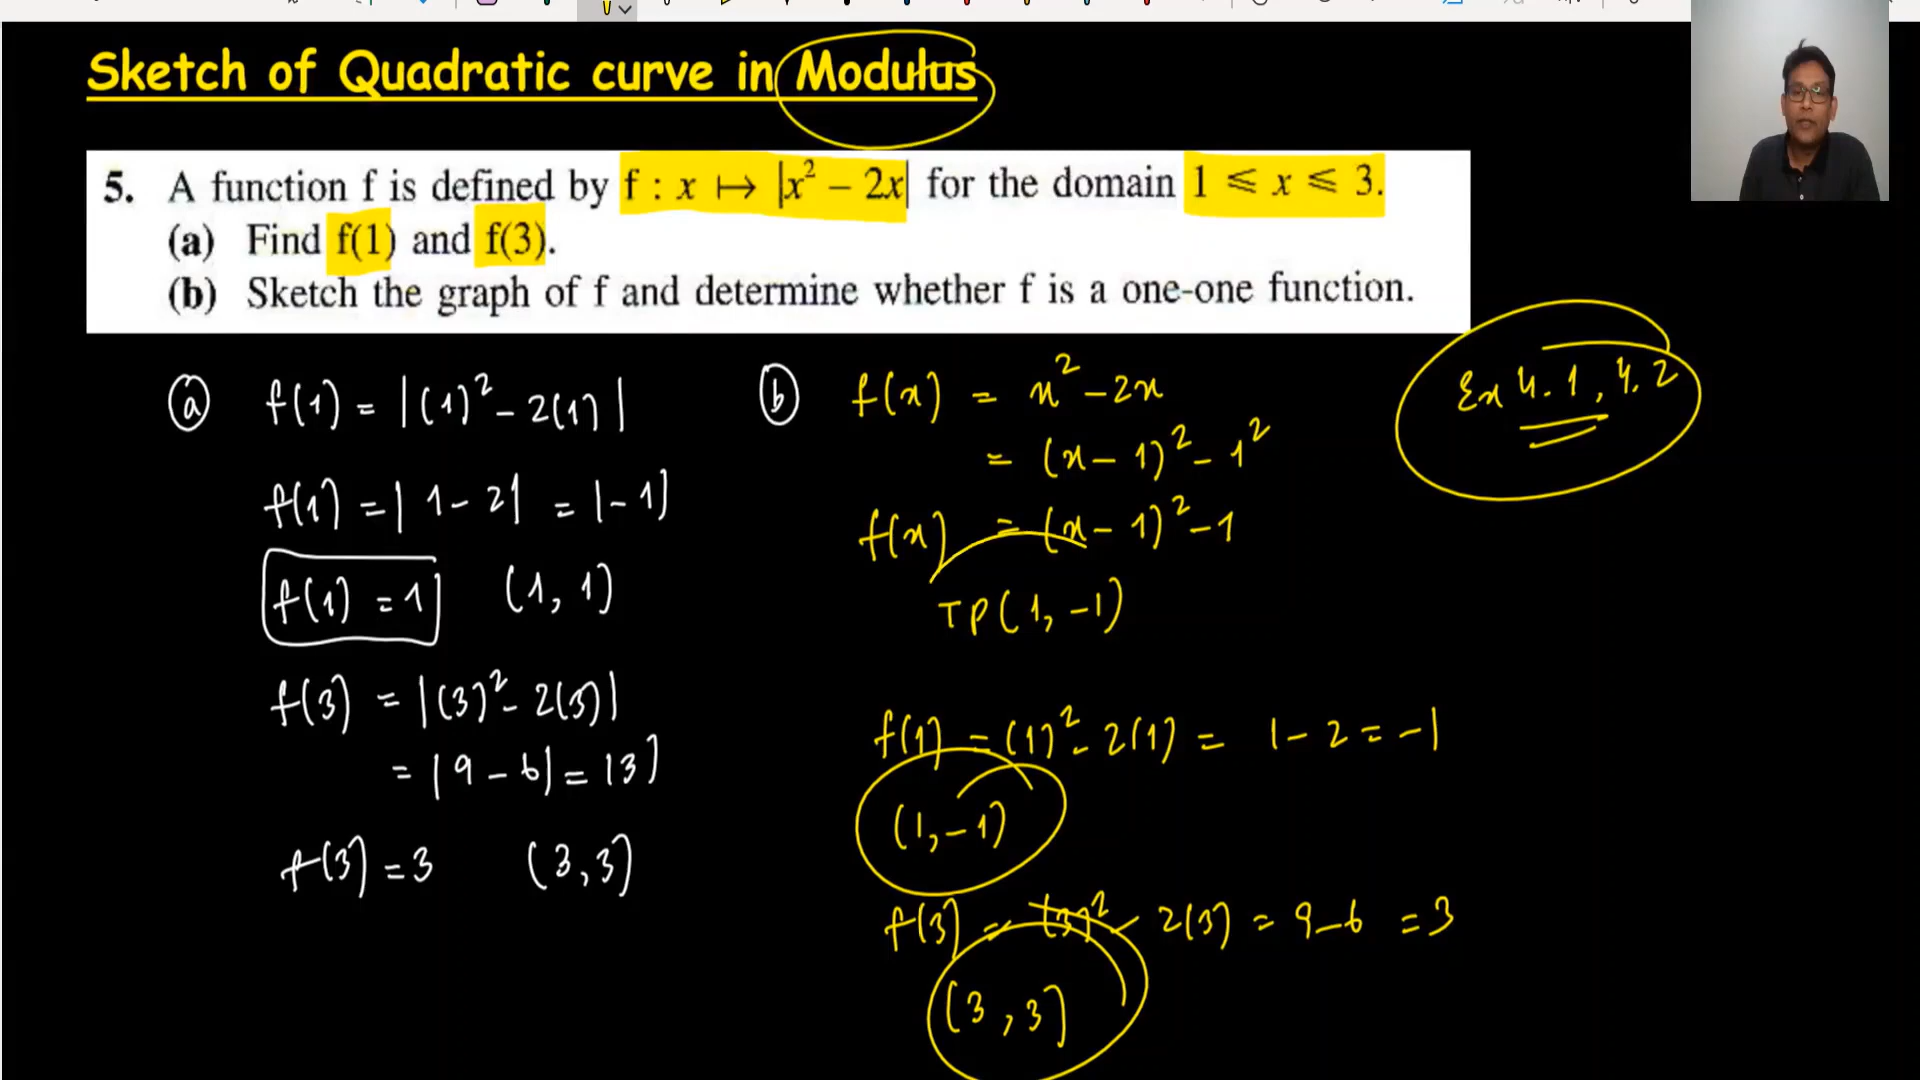 Sketch of Quadratic curve in Modulus
5. A function f is defined by f : x ↦ |x² – 2x| for the domain 1 ⩽ x ⩽ 3.
(a) Find f(1) and f(3).
(b) Sketch the graph of f and determine whether f is a one-one function.
Ex 4.1, 4.2
(a) f(1) = |(1)² - 2(1)|
f(1) = |1 - 2| = |-1|
f(1) = 1 (1, 1)
f(3) = |(3)² - 2(3)|
= |9 - 6| = |3|
f(3) = 3 (3, 3)
(b) f(x) = x² - 2x
= (x - 1)² - 1²
f(x) = (x - 1)² - 1
TP (1, -1)
f(1) = (1)² - 2(1) = 1 - 2 = -1
(1, -1)
f(3) = (3)² - 2(3) = 9 - 6 = 3
(3, 3)